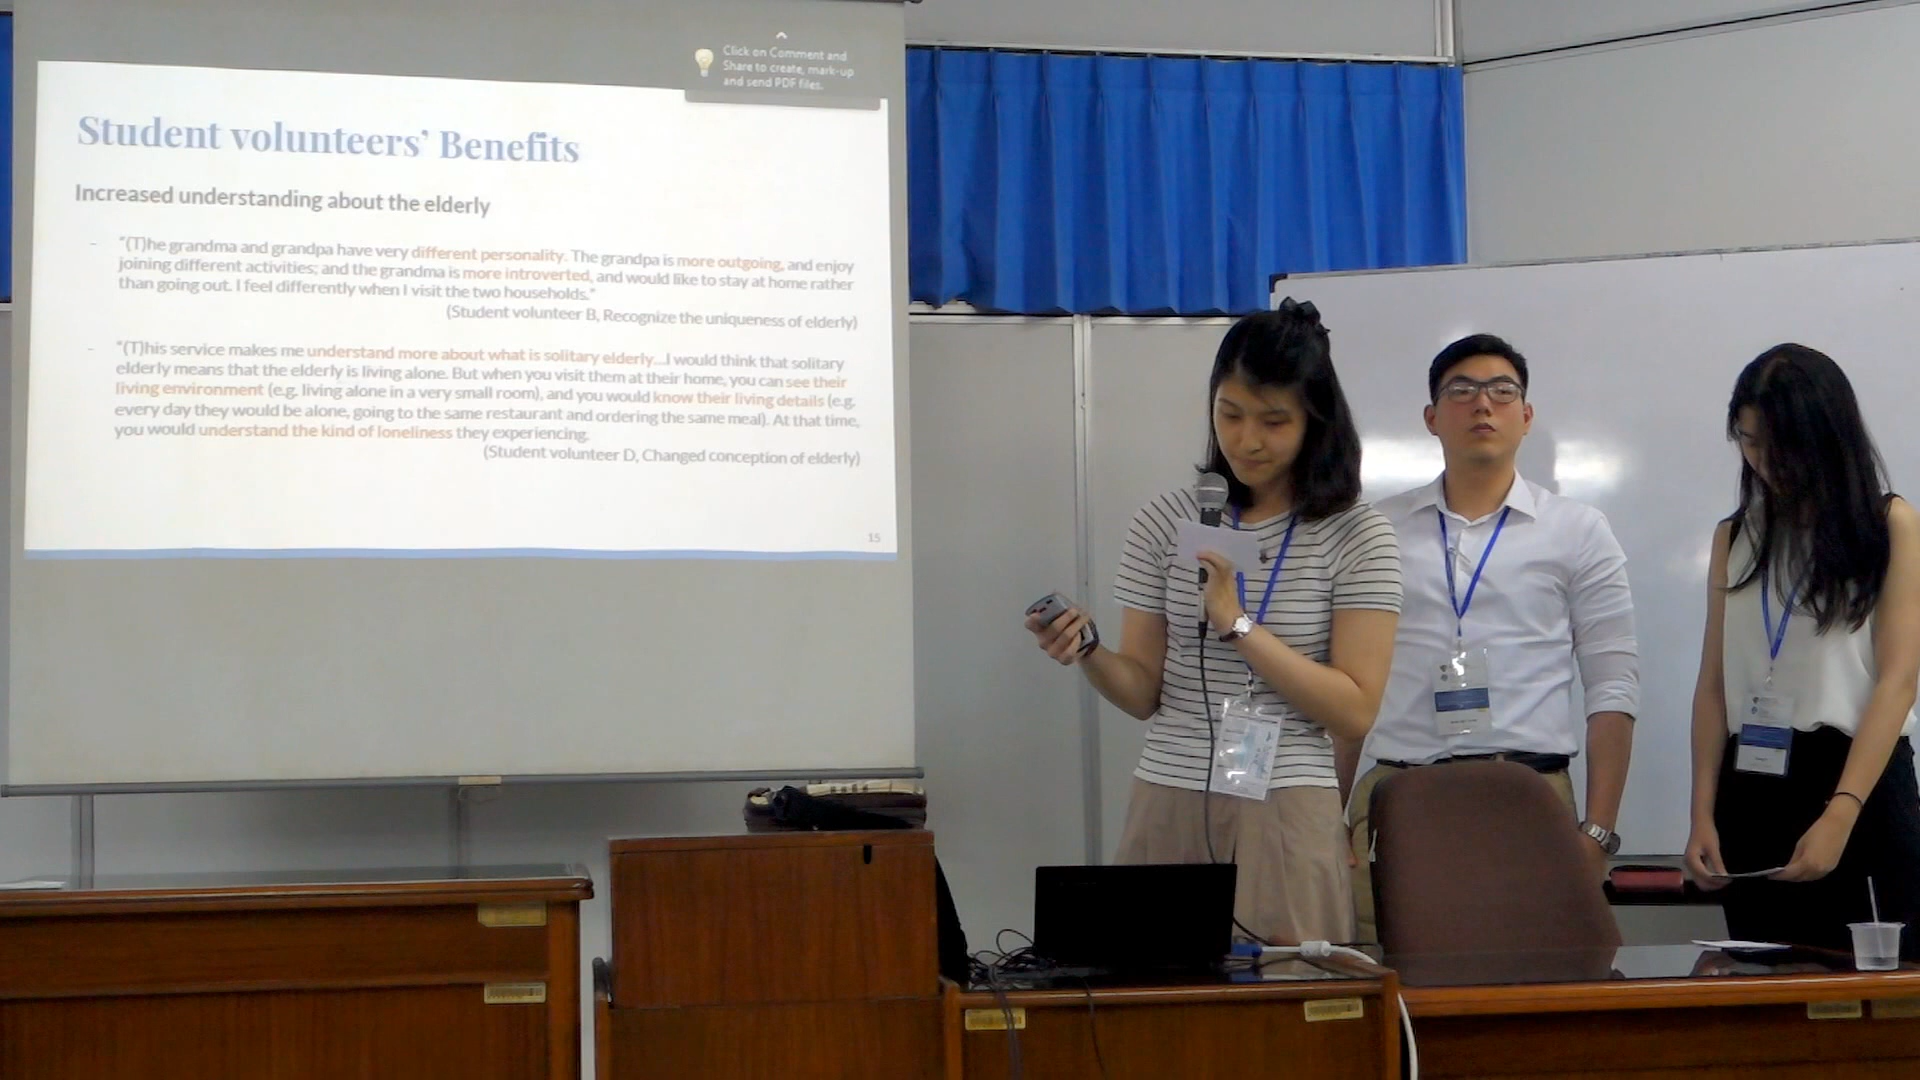 Click on Comment and
Share to create, mark-up
and send PDF files.
Student volunteers' Benefits
Increased understanding about the elderly
- "(T)he grandma and grandpa have very different personality. The grandpa is more outgoing, and enjoy
joining different activities; and the grandma is more introverted, and would like to stay at home rather
than going out. I feel differently when I visit the two households."
(Student volunteer B, Recognize the uniqueness of elderly)
- "(T)his service makes me understand more about what is solitary elderly...I would think that solitary
elderly means that the elderly is living alone. But when you visit them at their home, you can see their
living environment (e.g. living alone in a very small room), and you would know their living details (e.g.
every day they would be alone, going to the same restaurant and ordering the same meal). At that time,
you would understand the kind of loneliness they experiencing.
(Student volunteer D, Changed conception of elderly)
15